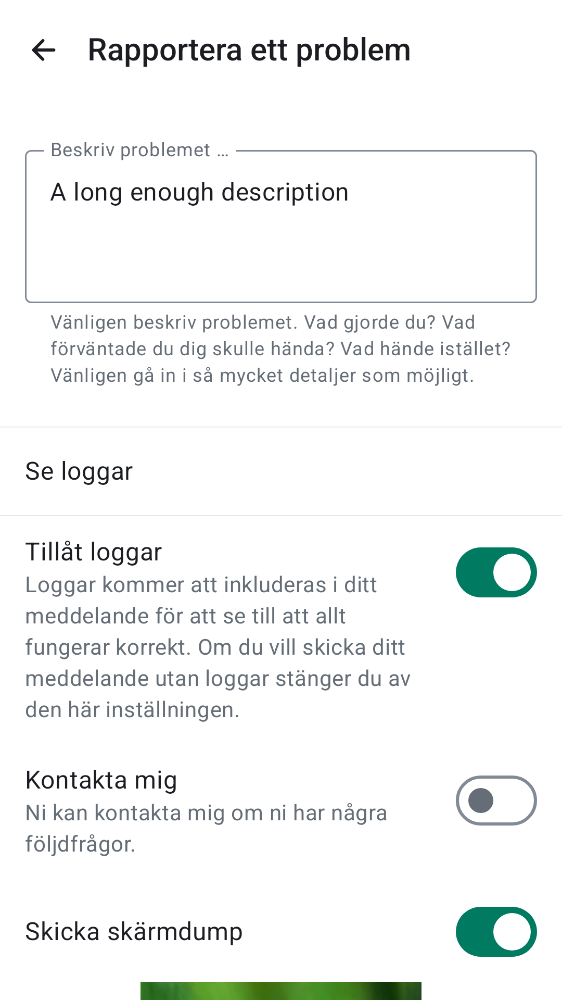 Rapportera ett problem
Beskriv problemet ...
A long enough description
Vänligen beskriv problemet. Vad gjorde du? Vad
förväntade du dig skulle hända? Vad hände istället?
Vänligen gå in i så mycket detaljer som möjligt.
Se loggar
Tillåt loggar
Loggar kommer att inkluderas i ditt
meddelande för att se till att allt
fungerar korrekt. Om du vill skicka ditt
meddelande utan loggar stänger du av
den här inställningen.
Kontakta mig
Ni kan kontakta mig om ni har några
följdfrågor.
Skicka skärmdump